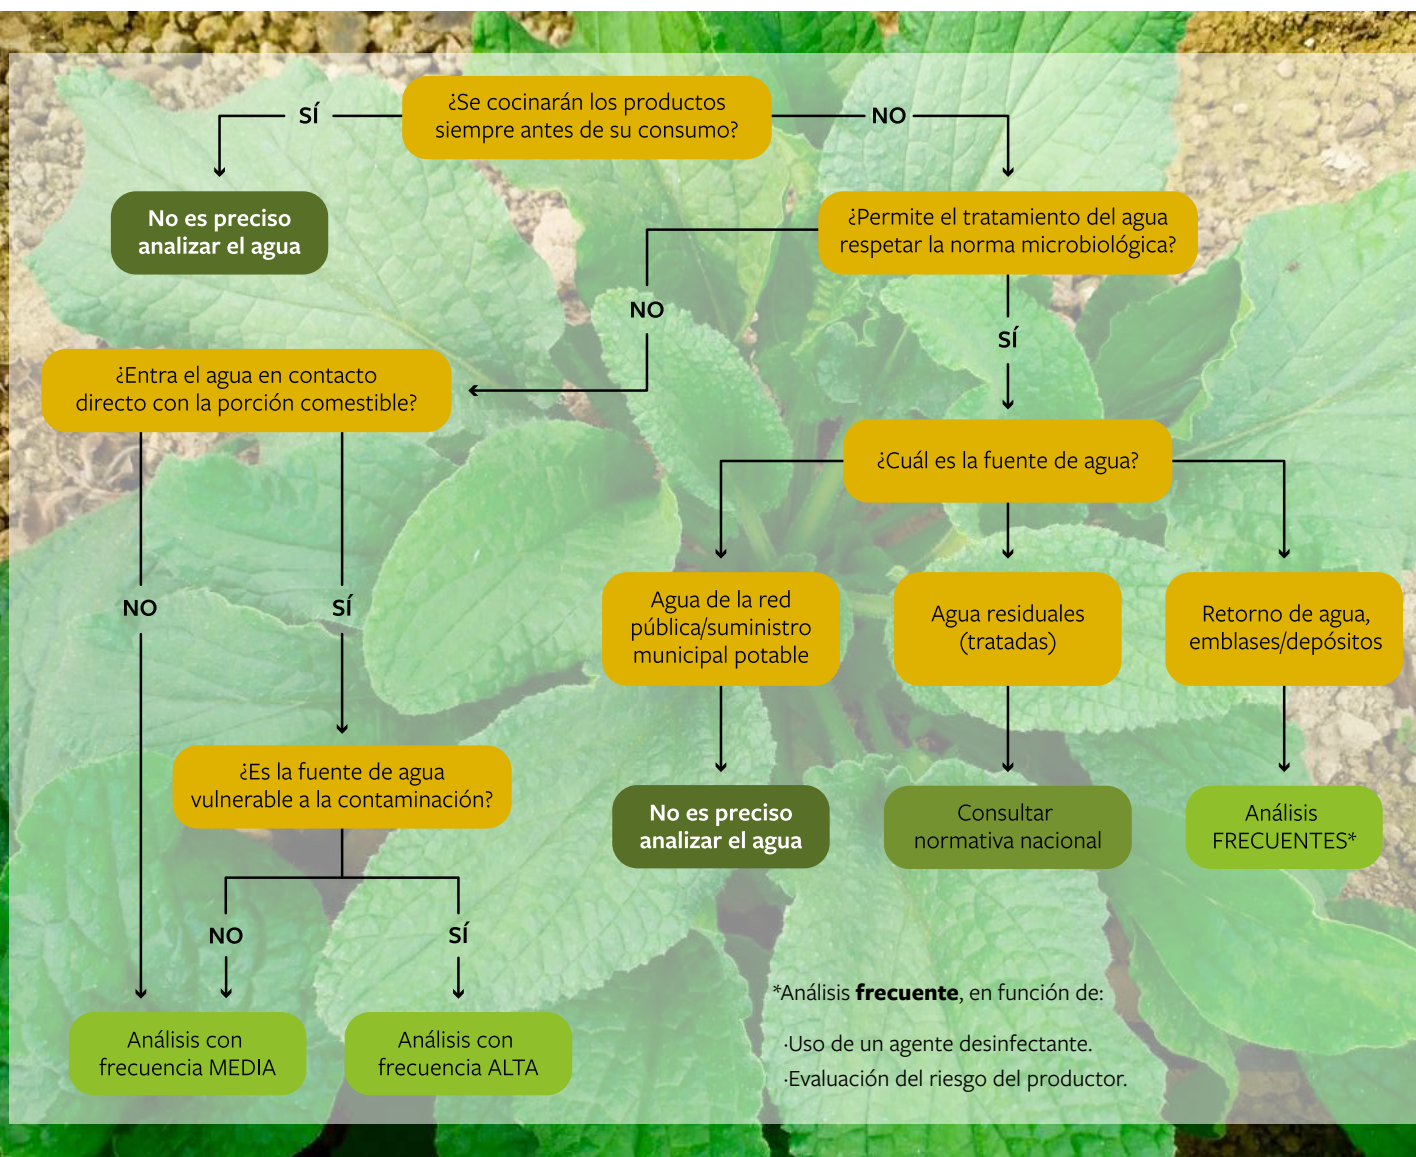 ¿Se cocinarán los productos
siempre antes de su consumo?
SÍ
NO
No es preciso
analizar el agua
¿Permite el tratamiento del agua
respetar la norma microbiológica?
NO
SÍ
¿Entra el agua en contacto
directo con la porción comestible?
¿Cuál es la fuente de agua?
NO
SÍ
Agua de la red
pública/suministro
municipal potable
Agua residuales
(tratadas)
Retorno de agua,
emblases/depósitos
¿Es la fuente de agua
vulnerable a la contaminación?
No es preciso
analizar el agua
Consultar
normativa nacional
Análisis
FRECUENTES*
NO
SÍ
Análisis con
frecuencia MEDIA
Análisis con
frecuencia ALTA
*Análisis frecuente, en función de:
·Uso de un agente desinfectante.
·Evaluación del riesgo del productor.